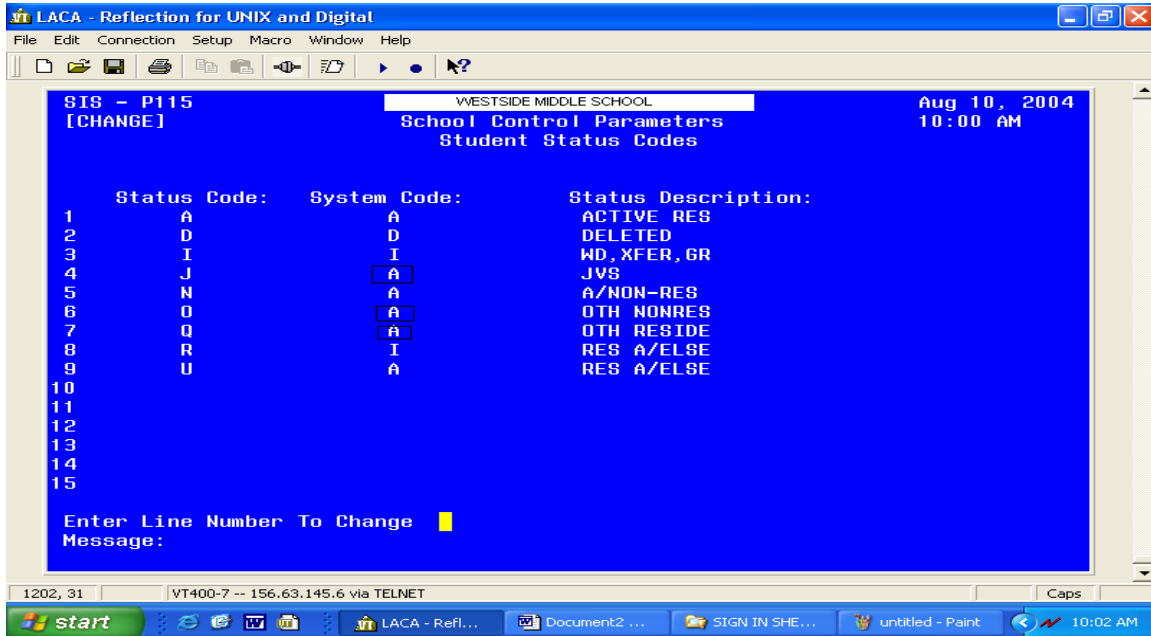 LACA - Reflection for UNIX and Digital
File Edit Connection Setup Macro Window Help
SIS - P115 WESTSIDE MIDDLE SCHOOL Aug 10, 2004
[CHANGE] School Control Parameters 10:00 AM
Student Status Codes
Status Code: System Code: Status Description:
1 A A ACTIVE RES
2 D D DELETED
3 I I WD,XFER,GR
4 J A JVS
5 N A A/NON-RES
6 O A OTH NONRES
7 Q A OTH RESIDE
8 R I RES A/ELSE
9 U A RES A/ELSE
10
11
12
13
14
15
Enter Line Number To Change
Message:
1202, 31 VT400-7 -- 156.63.145.6 via TELNET Caps
start LACA - Refl... Document2 ... SIGN IN SHE... untitled - Paint 10:02 AM